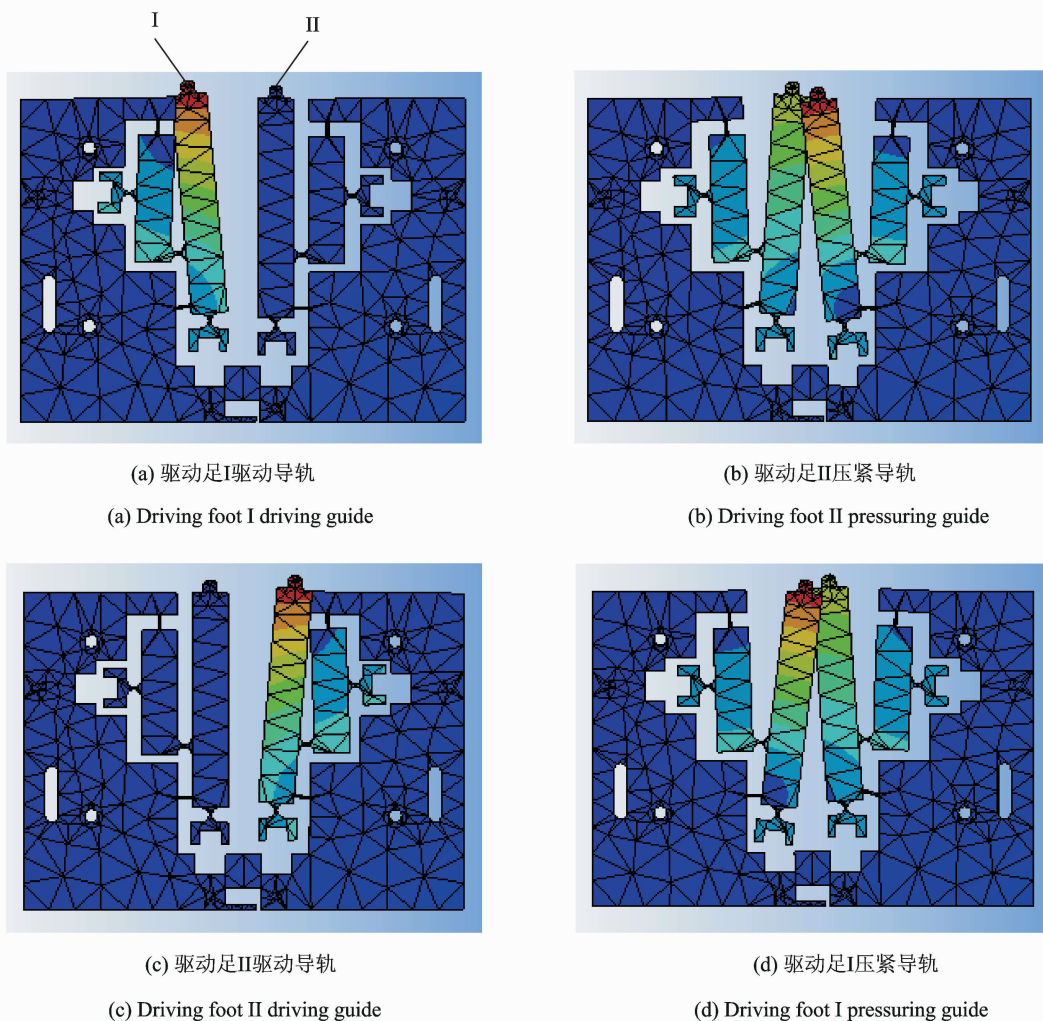 I
II
(a) 驱动足I驱动导轨
(b) 驱动足II压紧导轨
(a) Driving foot I driving guide
(b) Driving foot II pressuring guide
(c) 驱动足II驱动导轨
(d) 驱动足I压紧导轨
(c) Driving foot II driving guide
(d) Driving foot I pressuring guide